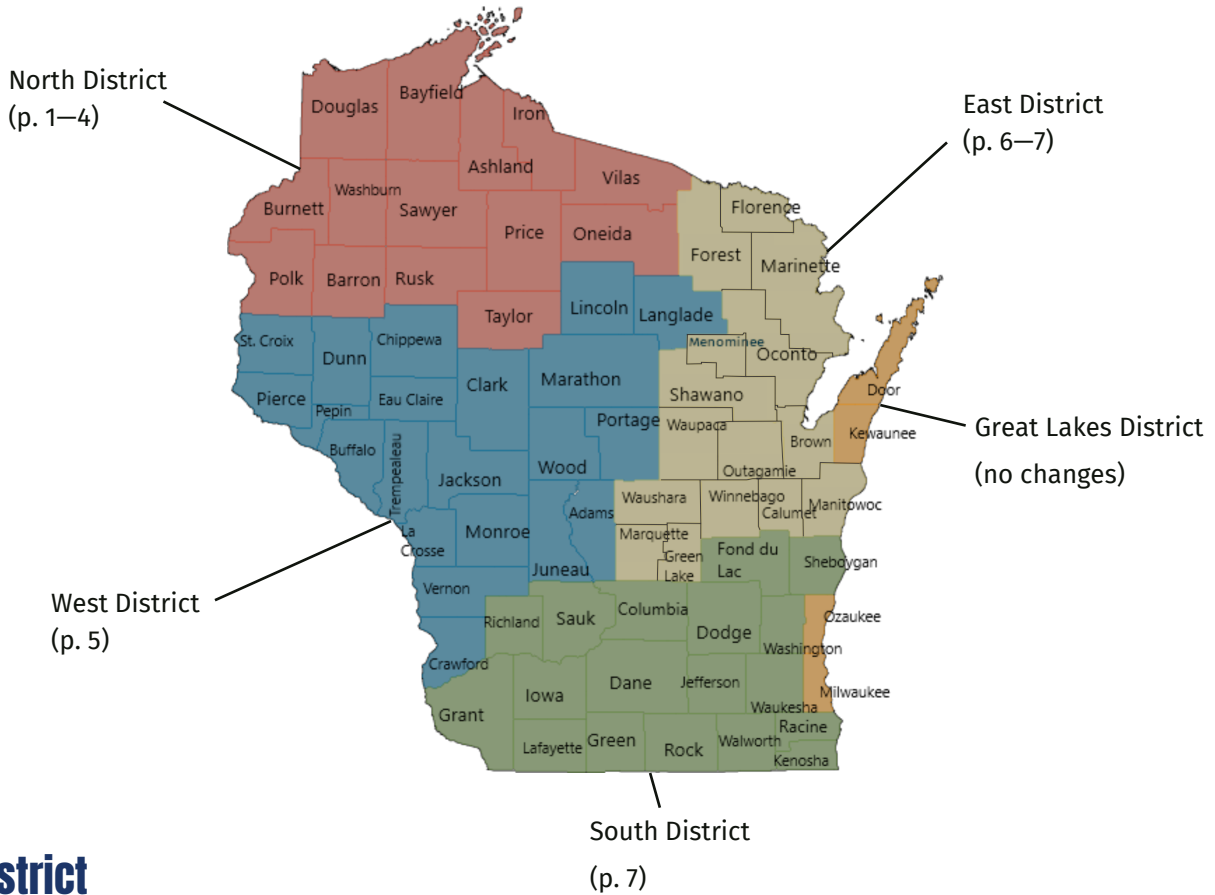 North District
(p. 1—4)
East District
(p. 6—7)
Great Lakes District
(no changes)
West District
(p. 5)
South District
(p. 7)
Douglas
Bayfield
Iron
Ashland
Vilas
Washburn
Burnett
Sawyer
Price
Oneida
Florence
Forest
Marinette
Polk
Barron
Rusk
Taylor
Lincoln
Langlade
St. Croix
Dunn
Chippewa
Menominee
Oconto
Clark
Marathon
Shawano
Door
Pierce
Pepin
Eau Claire
Portage
Waupaca
Brown
Kewaunee
Buffalo
Trempealeau
Jackson
Wood
Outagamie
Waushara
Winnebago
Calumet
Manitowoc
Adams
La
Crosse
Monroe
Juneau
Marquette
Green
Lake
Fond du
Lac
Sheboygan
Vernon
Richland
Sauk
Columbia
Dodge
Ozaukee
Washington
Crawford
Grant
Iowa
Dane
Jefferson
Waukesha
Milwaukee
Lafayette
Green
Rock
Walworth
Racine
Kenosha
strict